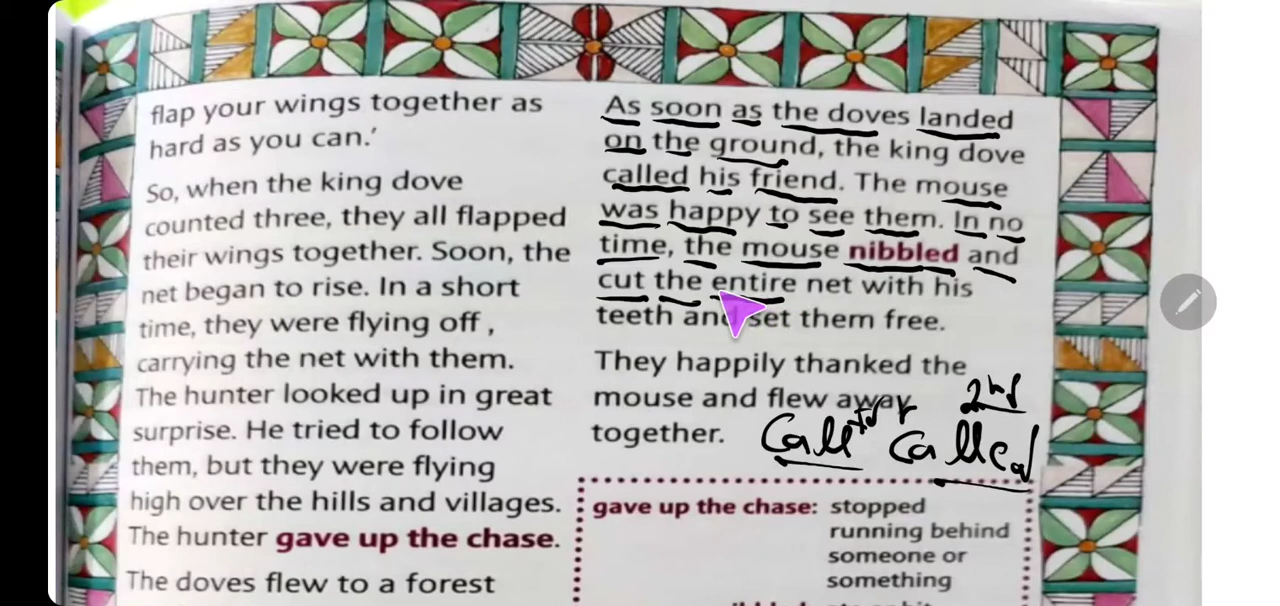 flap your wings together as
hard as you can.'
So, when the king dove
counted three, they all flapped
their wings together. Soon, the
net began to rise. In a short
time, they were flying off ,
carrying the net with them.
The hunter looked up in great
surprise. He tried to follow
them, but they were flying
high over the hills and villages.
The hunter gave up the chase.
The doves flew to a forest
As soon as the doves landed
on the ground, the king dove
called his friend. The mouse
was happy to see them. In no
time, the mouse nibbled and
cut the entire net with his
teeth and set them free.
They happily thanked the
mouse and flew away
together.
2nd
Call called
gave up the chase: stopped
running behind
someone or
something